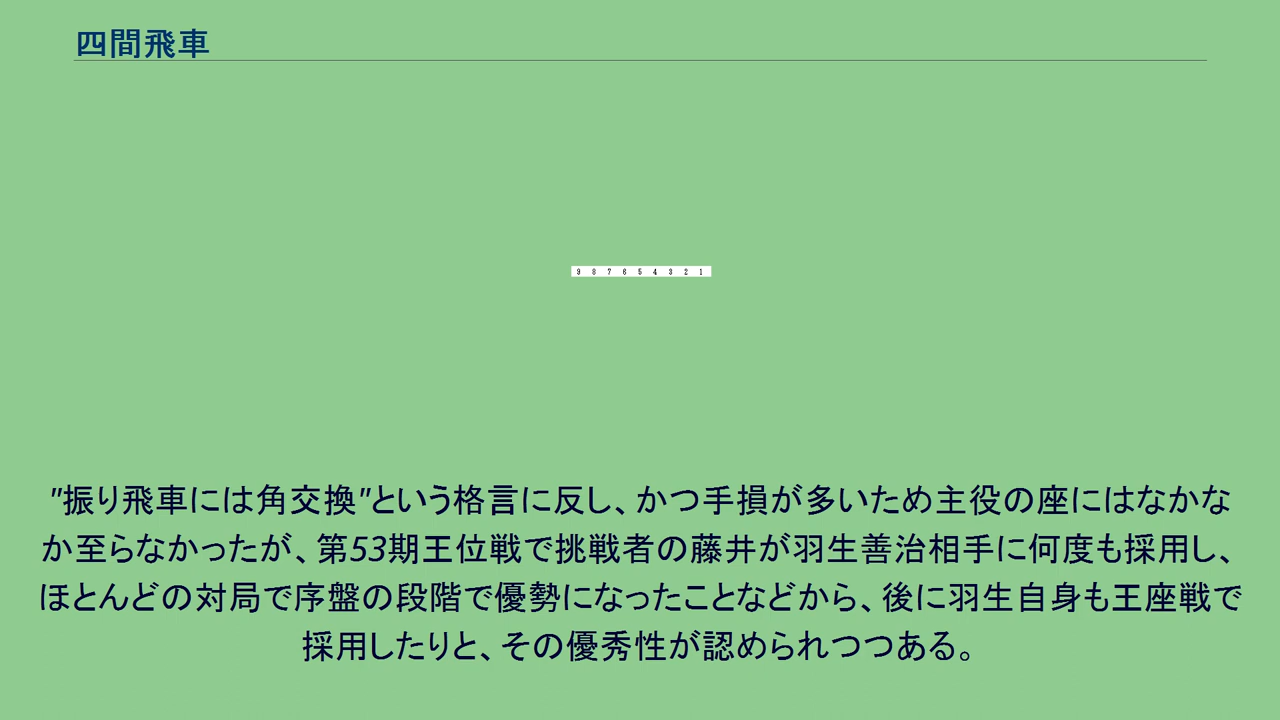 四間飛車
9 8 7 6 5 4 3 2 1
"振り飛車には角交換"という格言に反し、かつ手損が多いため主役の座にはなかな
か至らなかったが、第53期王位戦で挑戦者の藤井が羽生善治相手に何度も採用し、
ほとんどの対局で序盤の段階で優勢になったことなどから、後に羽生自身も王座戦で
採用したりと、その優秀性が認められつつある。